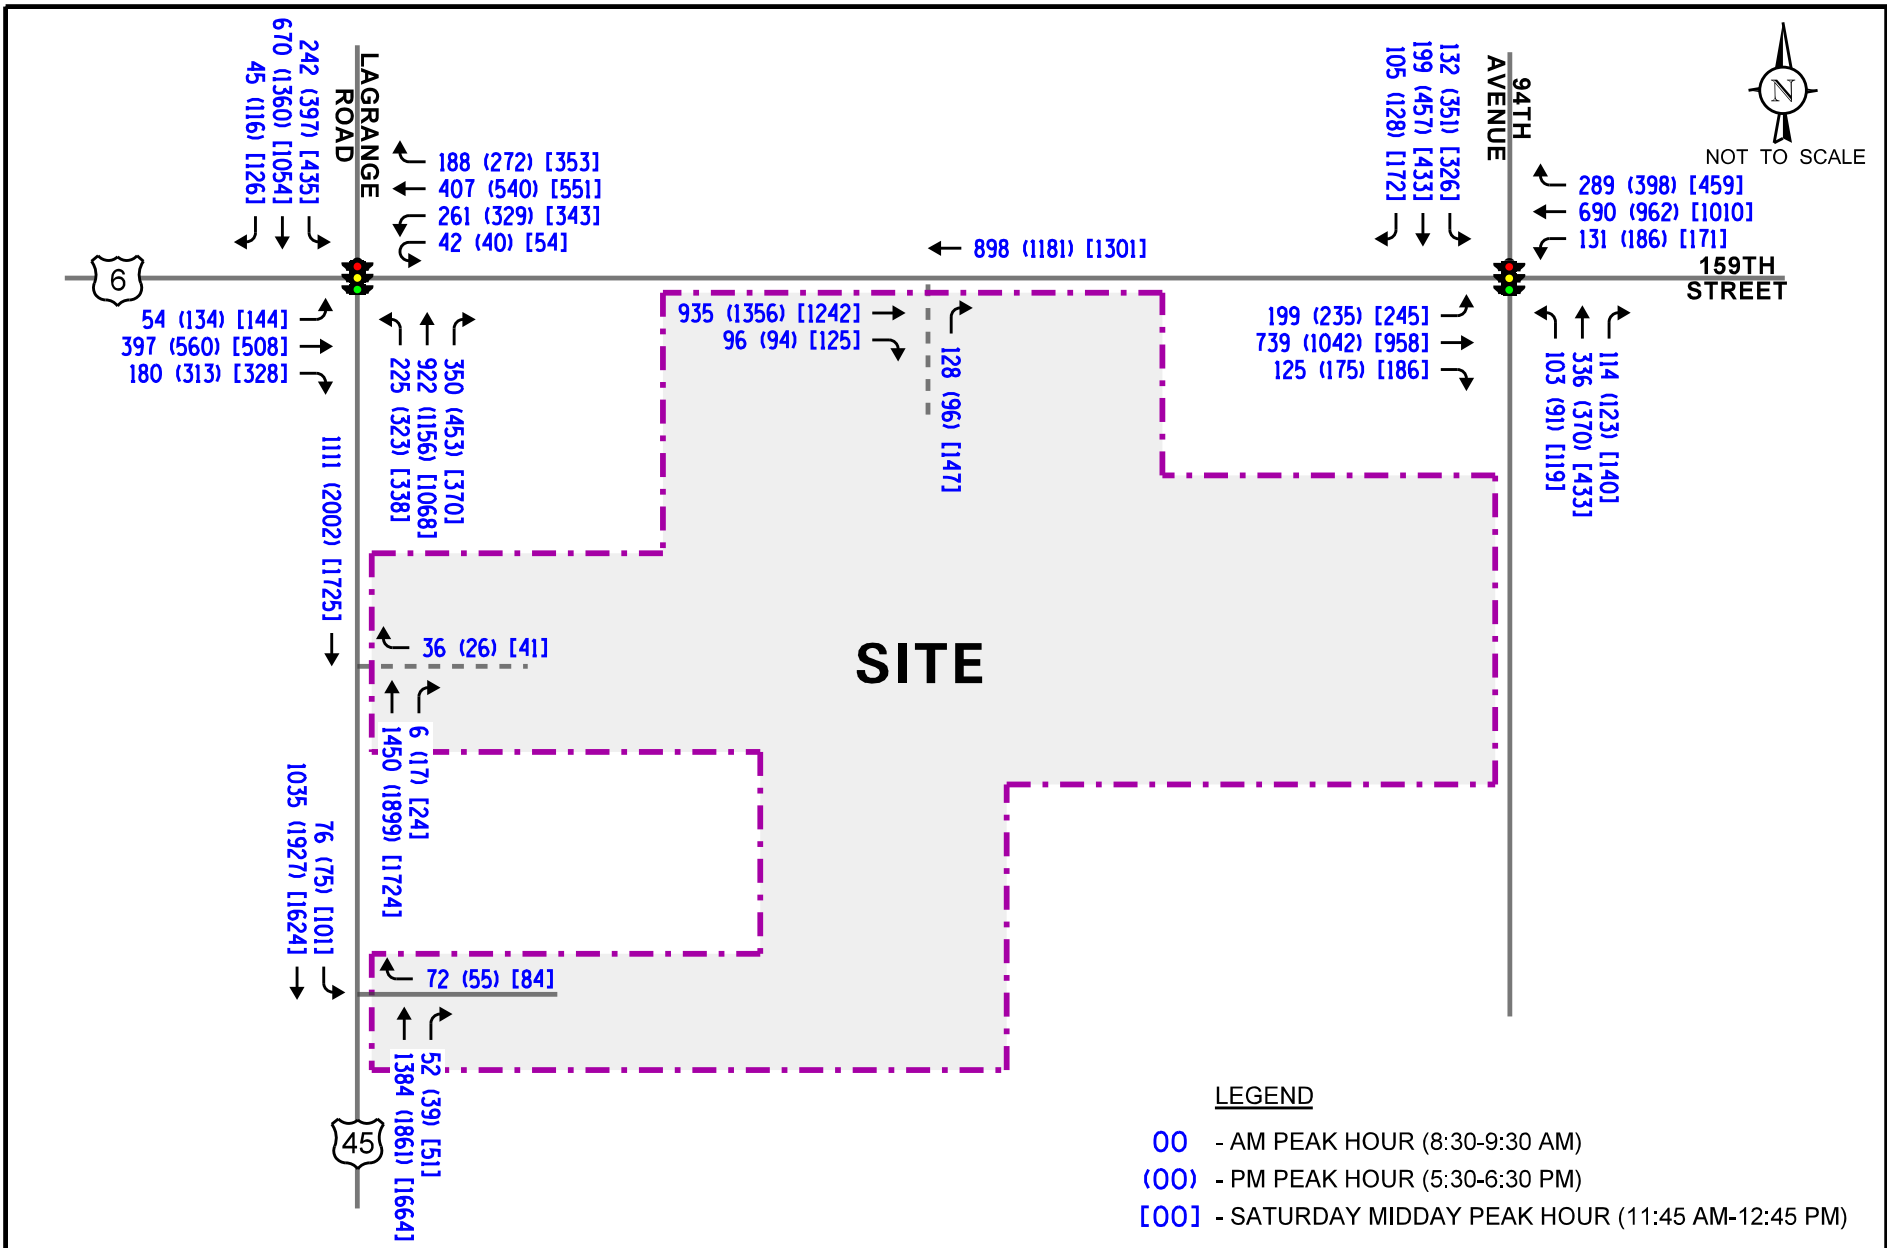 242 (397) [435]
670 (1360) [1054]
45 (116) [126]
LAGRANGE
ROAD
188 (272) [353]
407 (540) [551]
261 (329) [343]
42 (40) [54]
6
54 (134) [144]
397 (560) [508]
180 (313) [328]
350 (453) [370]
922 (1156) [1068]
225 (323) [338]
898 (1181) [1301]
935 (1356) [1242]
96 (94) [125]
128 (96) [147]
132 (351) [326]
199 (457) [433]
105 (128) [172]
94TH
AVENUE
N
NOT TO SCALE
289 (398) [459]
690 (962) [1010]
131 (186) [171]
159TH
STREET
199 (235) [245]
739 (1042) [958]
125 (175) [186]
114 (123) [140]
336 (370) [433]
103 (91) [119]
1111 (2002) [1725]
36 (26) [41]
6 (17) [24]
1450 (1899) [1724]
SITE
76 (75) [101]
1035 (1927) [1624]
72 (55) [84]
52 (39) [51]
1384 (1861) [1664]
45
LEGEND
00 - AM PEAK HOUR (8:30-9:30 AM)
(00) - PM PEAK HOUR (5:30-6:30 PM)
[00] - SATURDAY MIDDAY PEAK HOUR (11:45 AM-12:45 PM)